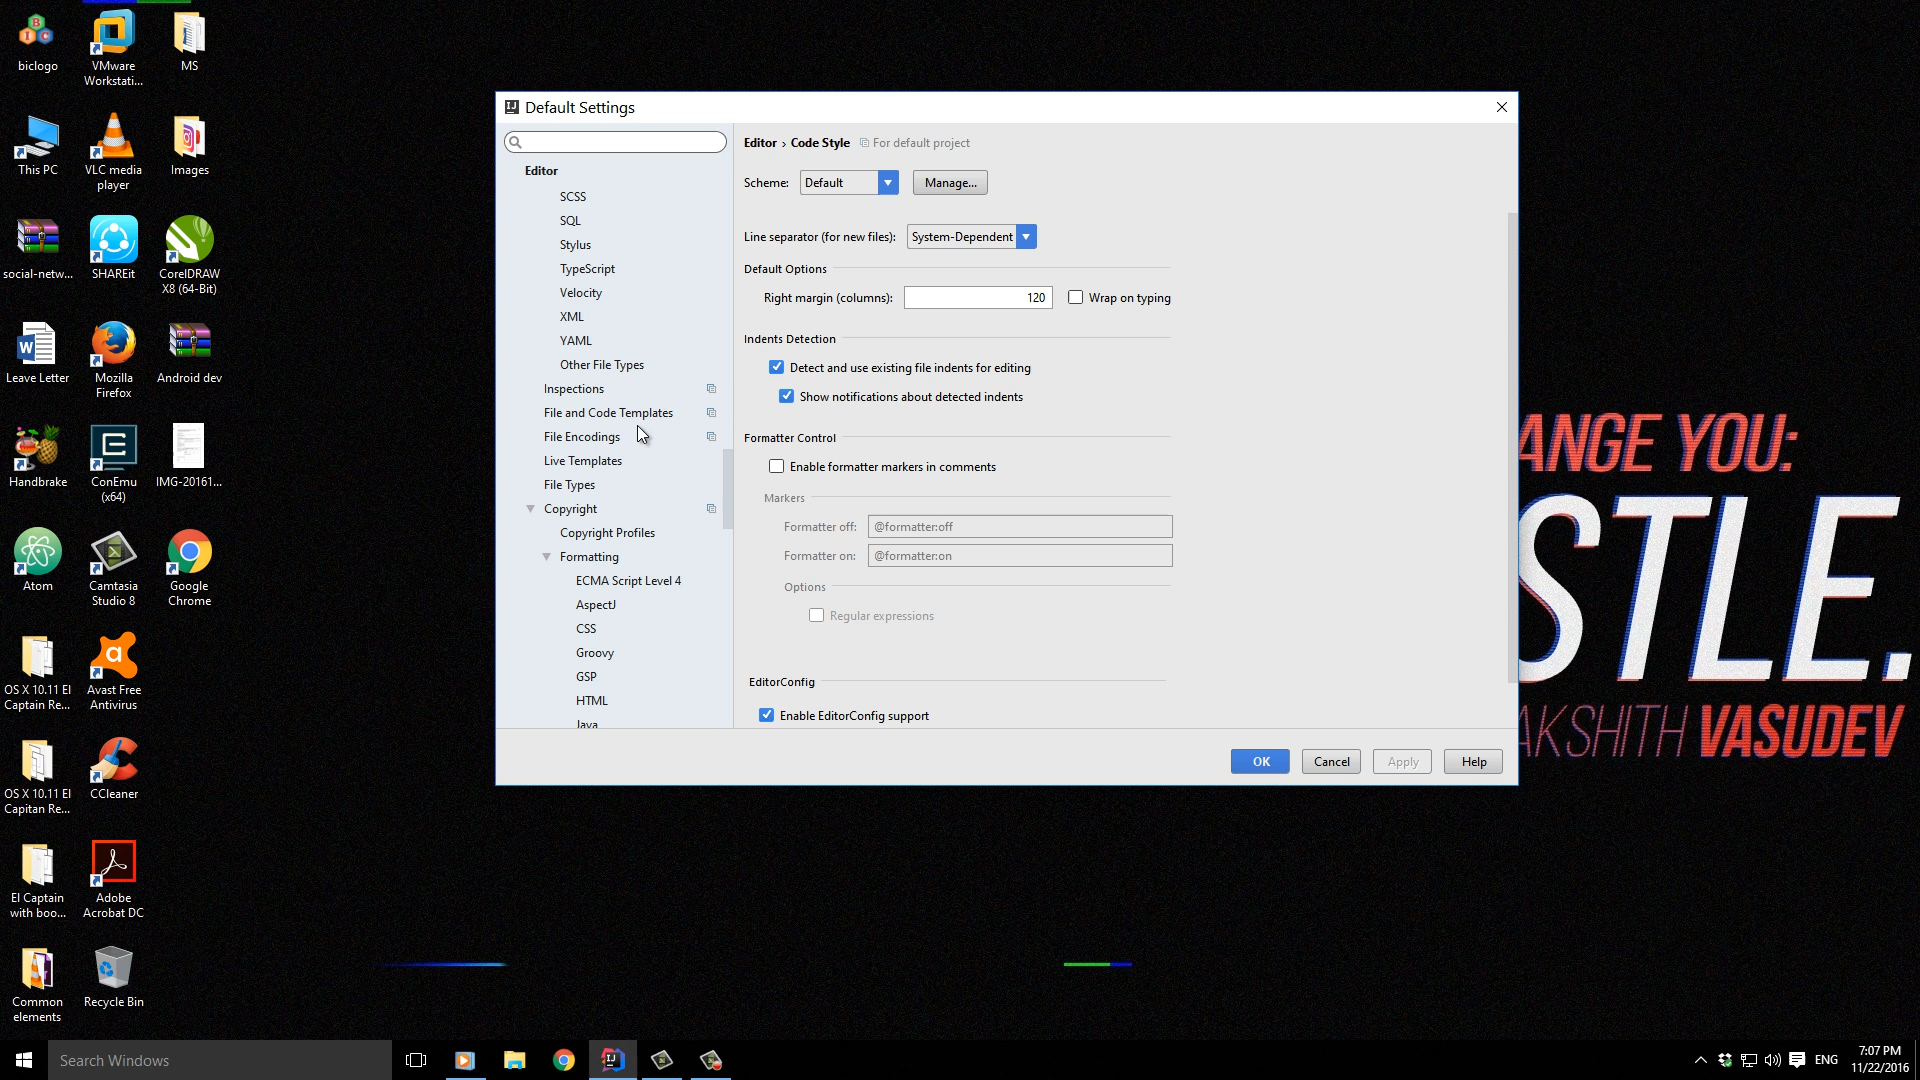 biclogo
VMware
Workstati...
MS
This PC
VLC media
player
Images
social-netw...
SHAREit
CorelDRAW
X8 (64-Bit)
Leave Letter
Mozilla
Firefox
Android dev
Handbrake
ConEmu
(x64)
IMG-20161...
Atom
Camtasia
Studio 8
Google
Chrome
OS X 10.11 El
Captain Re...
Avast Free
Antivirus
OS X 10.11 El
Capitan Re...
CCleaner
El Captain
with boo...
Adobe
Acrobat DC
Common
elements
Recycle Bin
Default Settings
Editor
SCSS
SQL
Stylus
TypeScript
Velocity
XML
YAML
Other File Types
Inspections
File and Code Templates
File Encodings
Live Templates
File Types
Copyright
Copyright Profiles
Formatting
ECMA Script Level 4
AspectJ
CSS
Groovy
GSP
HTML
Java
Editor › Code Style For default project
Scheme: Default Manage...
Line separator (for new files): System-Dependent
Default Options
Right margin (columns): 120 Wrap on typing
Indents Detection
Detect and use existing file indents for editing
Show notifications about detected indents
Formatter Control
Enable formatter markers in comments
Markers
Formatter off: @formatter:off
Formatter on: @formatter:on
Options
Regular expressions
EditorConfig
Enable EditorConfig support
OK Cancel Apply Help
ANGE YOU:
STLE.
AKSHITH VASUDEV
Search Windows
ENG
7:07 PM
11/22/2016